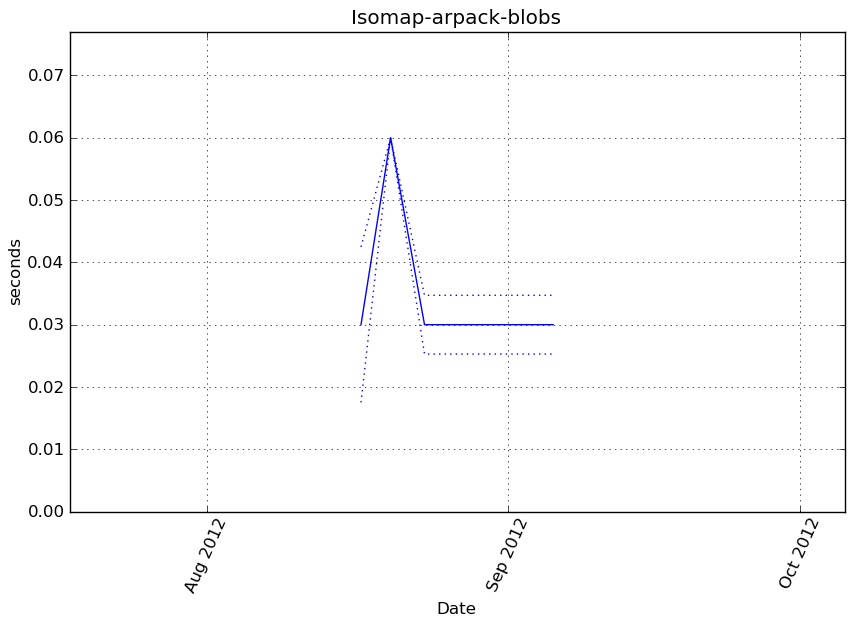 Isomap-arpack-blobs
0.07
0.06
0.05
0.04
0.03
0.02
0.01
0.00
seconds
Aug 2012
Sep 2012
Oct 2012
Date